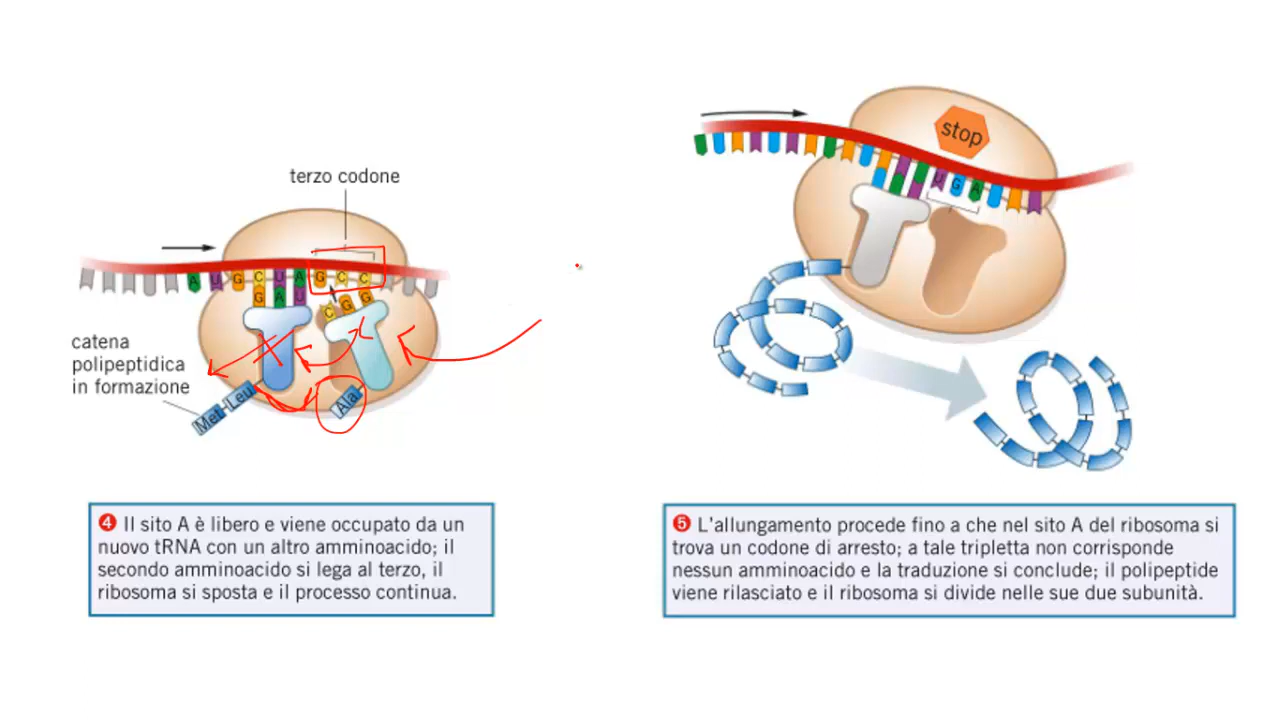 terzo codone
A U G C U A G C C
G A U C G G
catena
polipeptidica
in formazione
Met Leu Ala
❹ Il sito A è libero e viene occupato da un
nuovo tRNA con un altro amminoacido; il
secondo amminoacido si lega al terzo, il
ribosoma si sposta e il processo continua.
stop
U G A
❺ L'allungamento procede fino a che nel sito A del ribosoma si
trova un codone di arresto; a tale tripletta non corrisponde
nessun amminoacido e la traduzione si conclude; il polipeptide
viene rilasciato e il ribosoma si divide nelle sue due subunità.